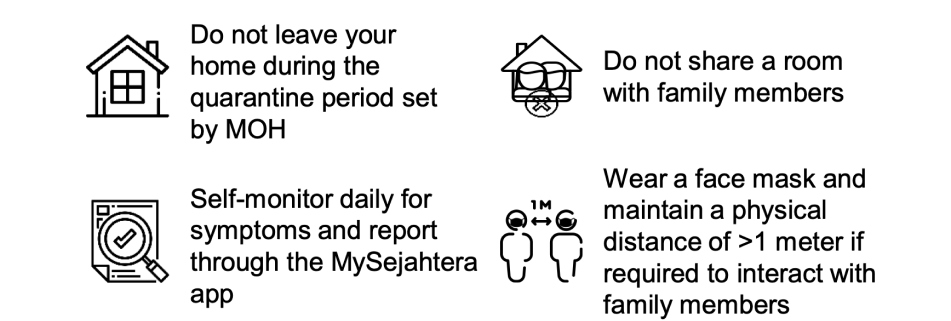 Do not leave your
home during the
quarantine period set
by MOH
Do not share a room
with family members
Self-monitor daily for
symptoms and report
through the MySejahtera
app
1M
Wear a face mask and
maintain a physical
distance of >1 meter if
required to interact with
family members